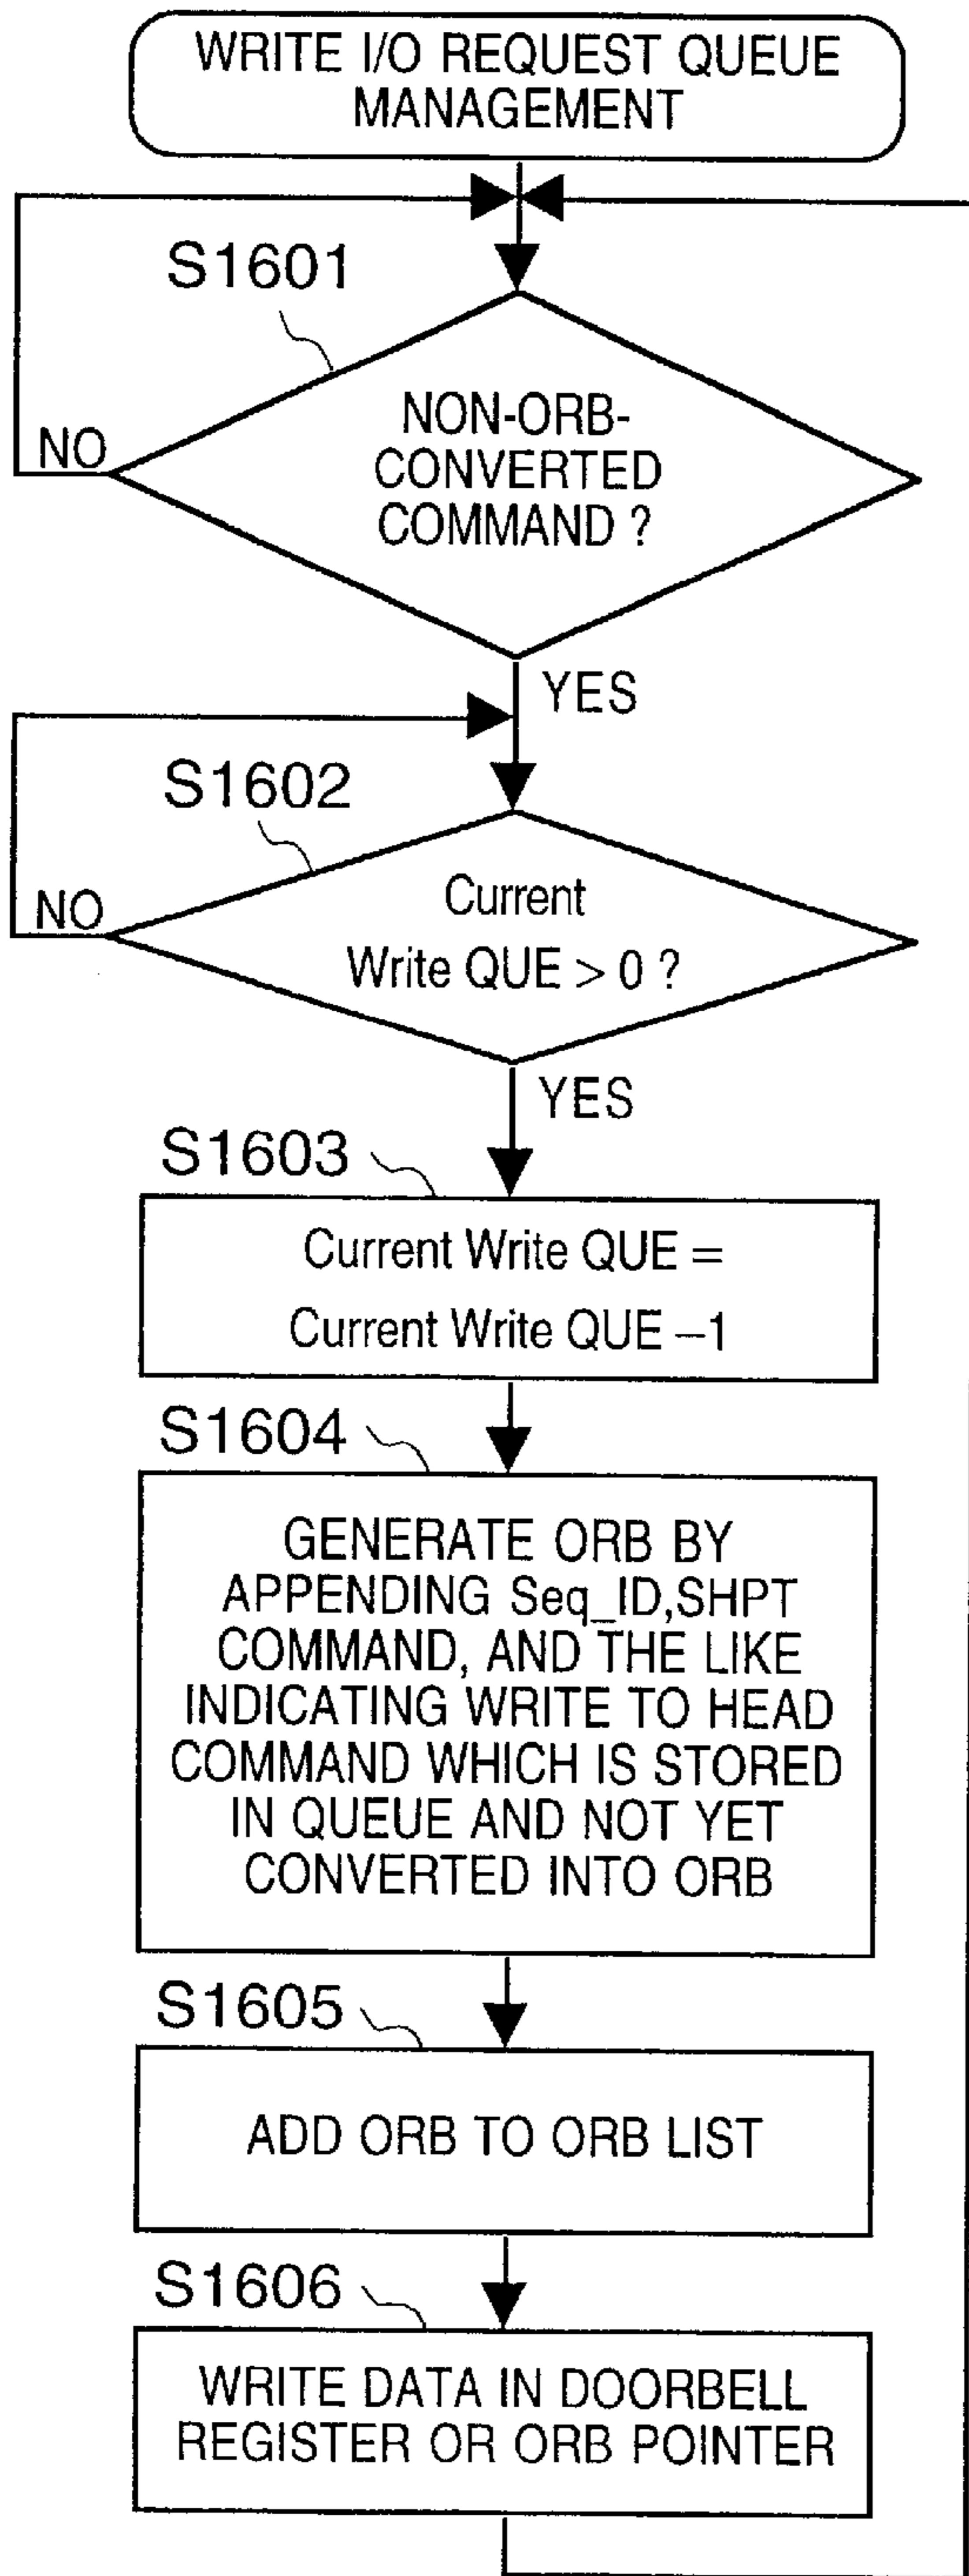 WRITE I/O REQUEST QUEUE
MANAGEMENT
S1601
NO
NON-ORB-
CONVERTED
COMMAND ?
YES
S1602
NO
Current
Write QUE > 0 ?
YES
S1603
Current Write QUE =
Current Write QUE –1
S1604
GENERATE ORB BY
APPENDING Seq_ID,SHPT
COMMAND, AND THE LIKE
INDICATING WRITE TO HEAD
COMMAND WHICH IS STORED
IN QUEUE AND NOT YET
CONVERTED INTO ORB
S1605
ADD ORB TO ORB LIST
S1606
WRITE DATA IN DOORBELL
REGISTER OR ORB POINTER